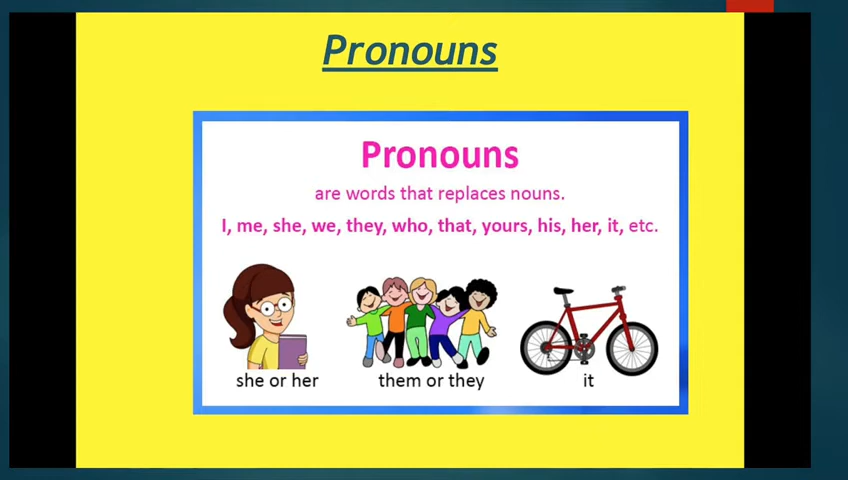 Pronouns
Pronouns
are words that replaces nouns.
I, me, she, we, they, who, that, yours, his, her, it, etc.
she or her
them or they
it